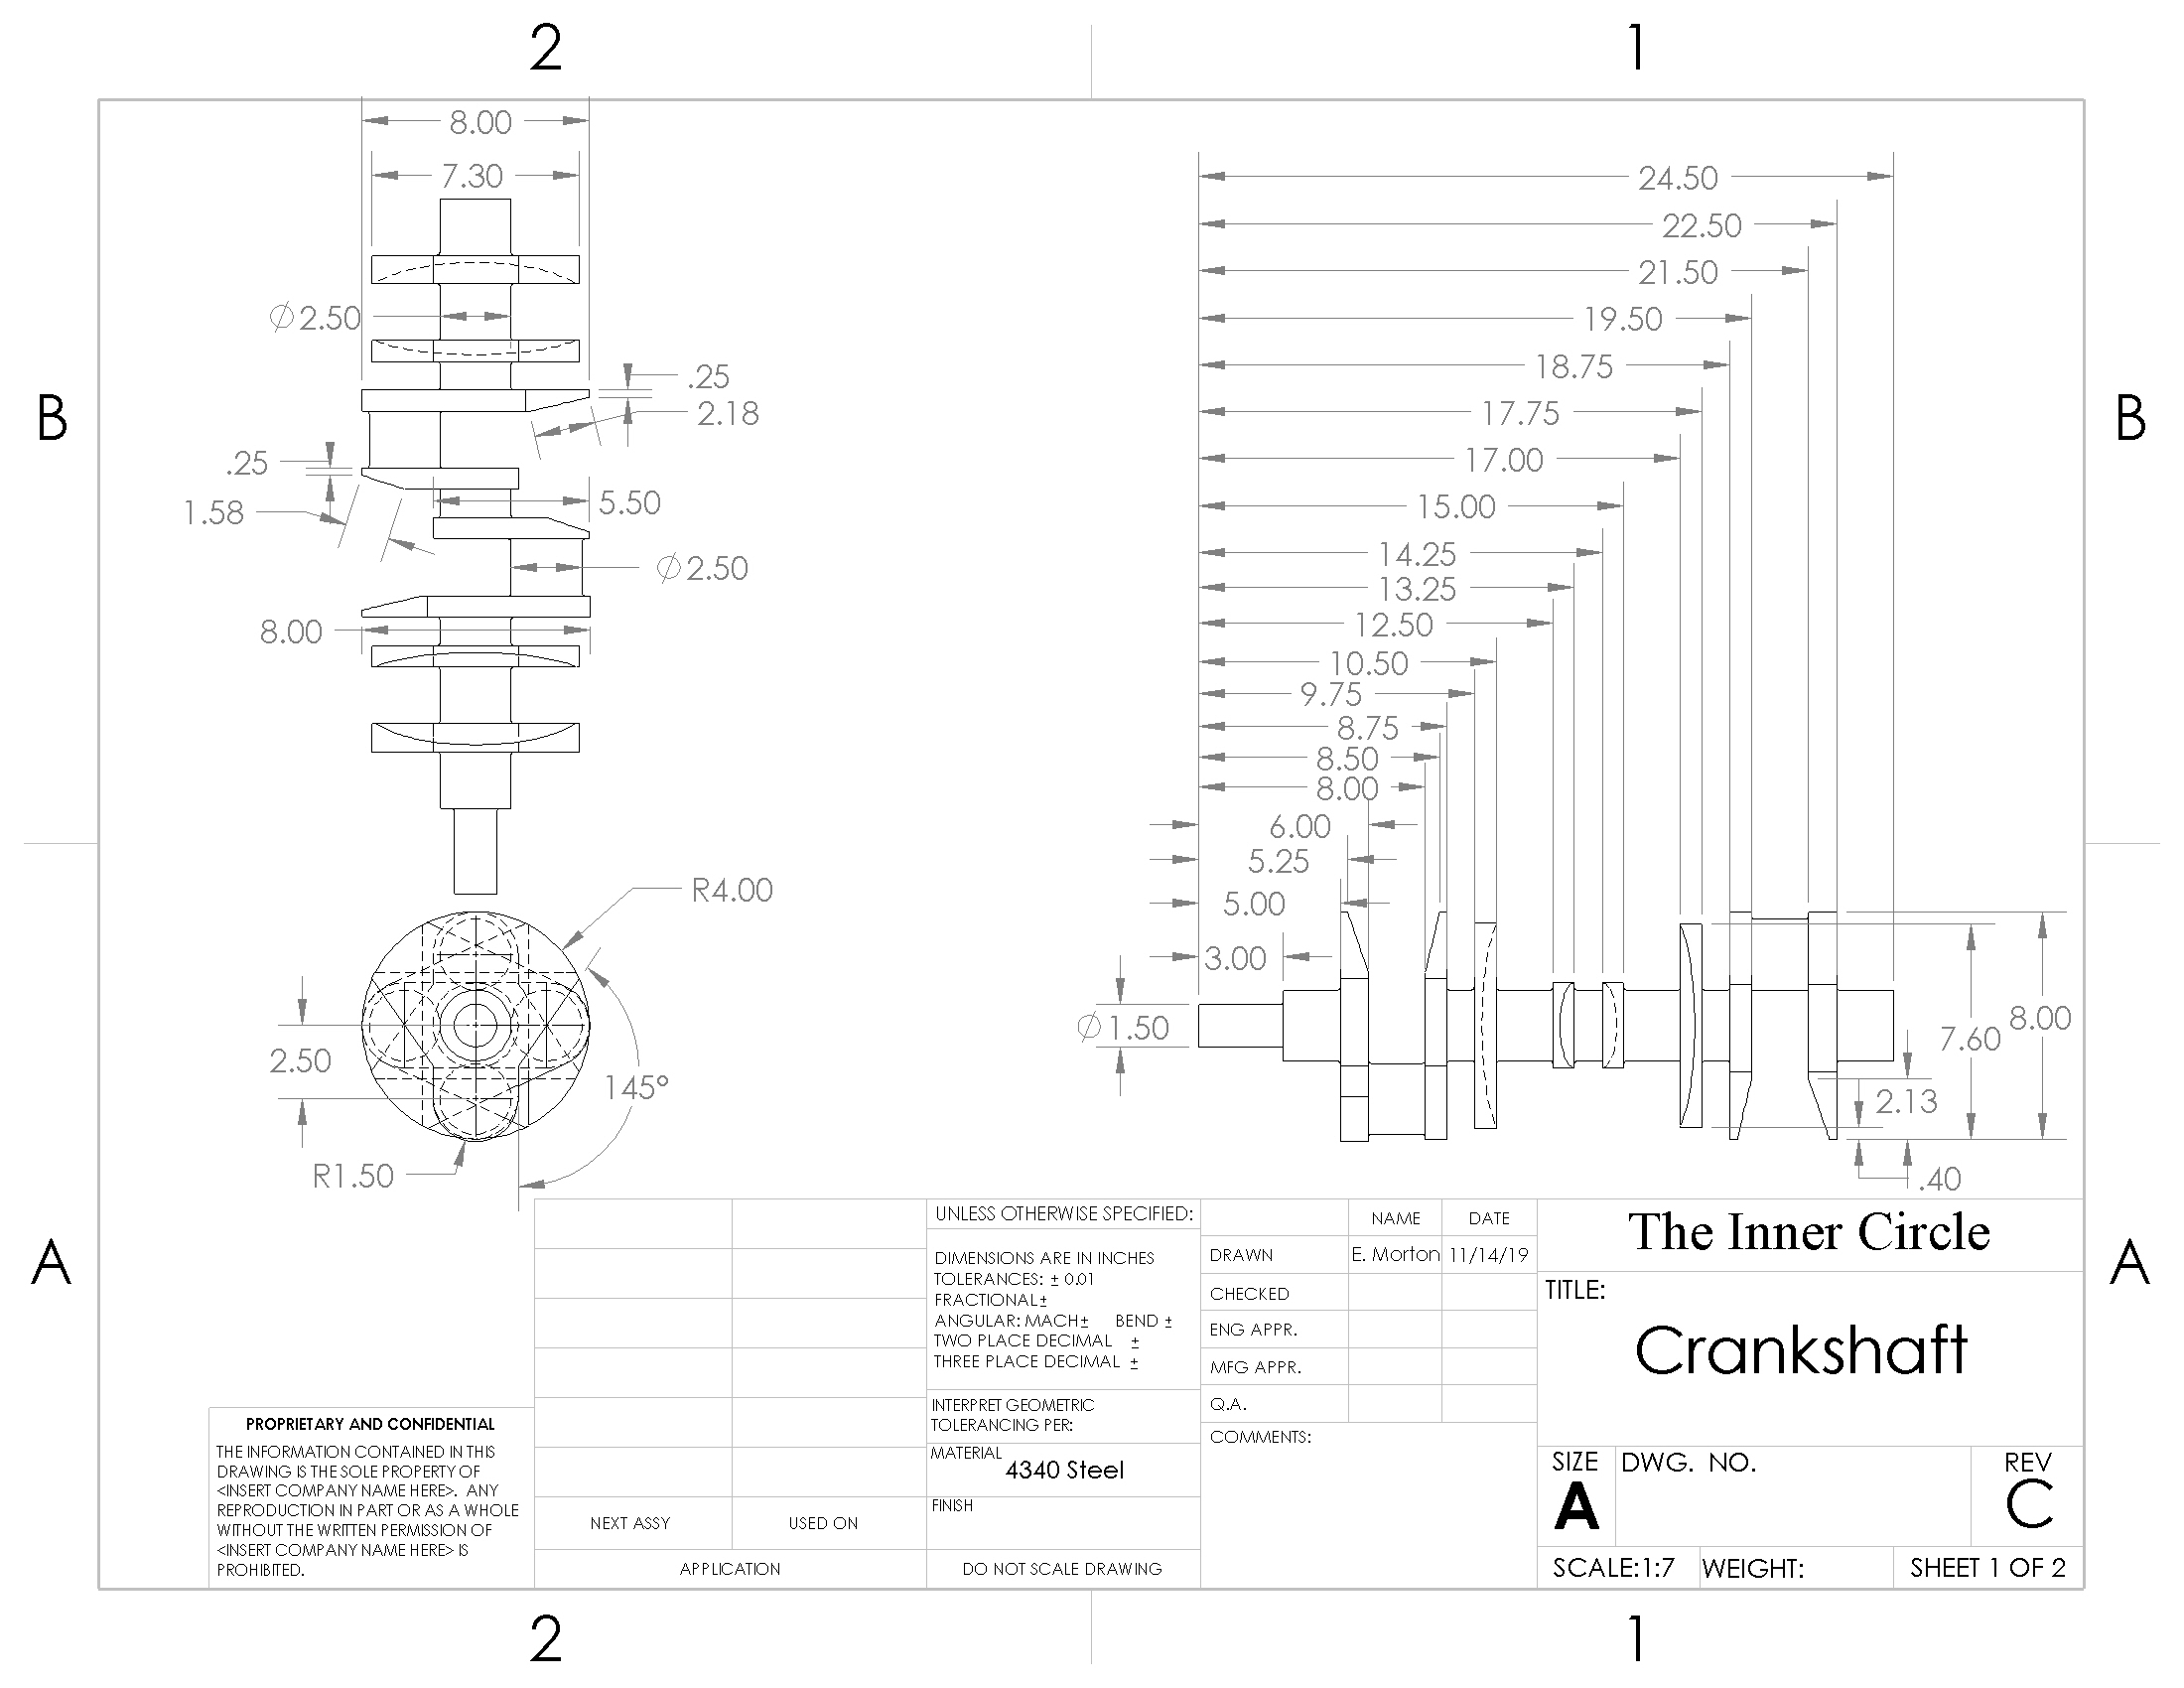 2
1
8.00
7.30
24.50
22.50
21.50
∅2.50
19.50
18.75
.25
2.18
17.75
B
B
.25
17.00
1.58
5.50
15.00
14.25
∅2.50
13.25
12.50
8.00
10.50
9.75
8.75
8.50
8.00
6.00
5.25
R4.00
5.00
3.00
∅1.50
7.60
8.00
2.50
145°
2.13
R1.50
.40
A
A
UNLESS OTHERWISE SPECIFIED:
DIMENSIONS ARE IN INCHES
TOLERANCES: ± 0.01
FRACTIONAL±
ANGULAR: MACH± BEND ±
TWO PLACE DECIMAL ±
THREE PLACE DECIMAL ±
INTERPRET GEOMETRIC
TOLERANCING PER:
MATERIAL
4340 Steel
FINISH
DO NOT SCALE DRAWING
NAME DATE
DRAWN E. Morton 11/14/19
CHECKED
ENG APPR.
MFG APPR.
Q.A.
COMMENTS:
The Inner Circle
TITLE:
Crankshaft
SIZE DWG. NO. REV
A C
SCALE:1:7 WEIGHT: SHEET 1 OF 2
PROPRIETARY AND CONFIDENTIAL
THE INFORMATION CONTAINED IN THIS
DRAWING IS THE SOLE PROPERTY OF
<INSERT COMPANY NAME HERE>. ANY
REPRODUCTION IN PART OR AS A WHOLE
WITHOUT THE WRITTEN PERMISSION OF
<INSERT COMPANY NAME HERE> IS
PROHIBITED.
NEXT ASSY USED ON
APPLICATION
2
1